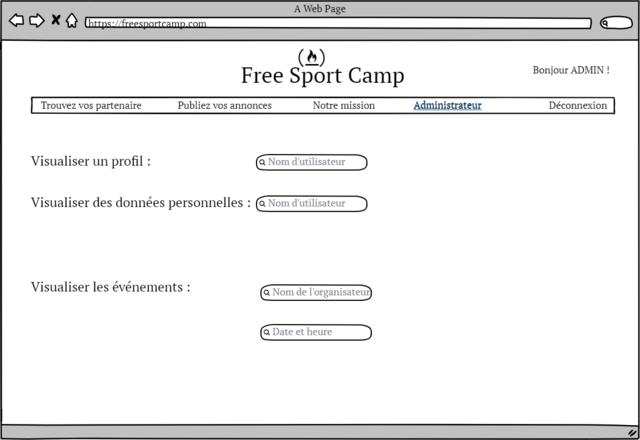 A Web Page
https://freesportcamp.com
Free Sport Camp
Bonjour ADMIN !
Trouvez vos partenaire Publiez vos annonces Notre mission Administrateur Déconnexion
Visualiser un profil : Nom d'utilisateur
Visualiser des données personnelles : Nom d'utilisateur
Visualiser les événements : Nom de l'organisateur
Date et heure